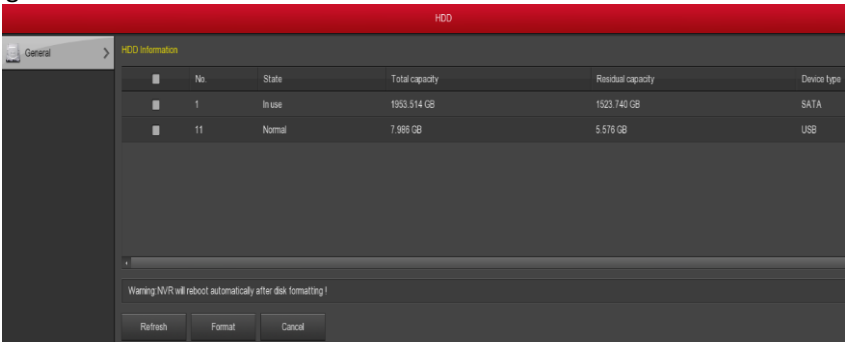 HDD
General
HDD Information
No. State Total capacity Residual capacity Device type
1 In use 1953.514 GB 1523.740 GB SATA
11 Normal 7.986 GB 5.576 GB USB
Warning:NVR will reboot automatically after disk formatting !
Refresh Format Cancel